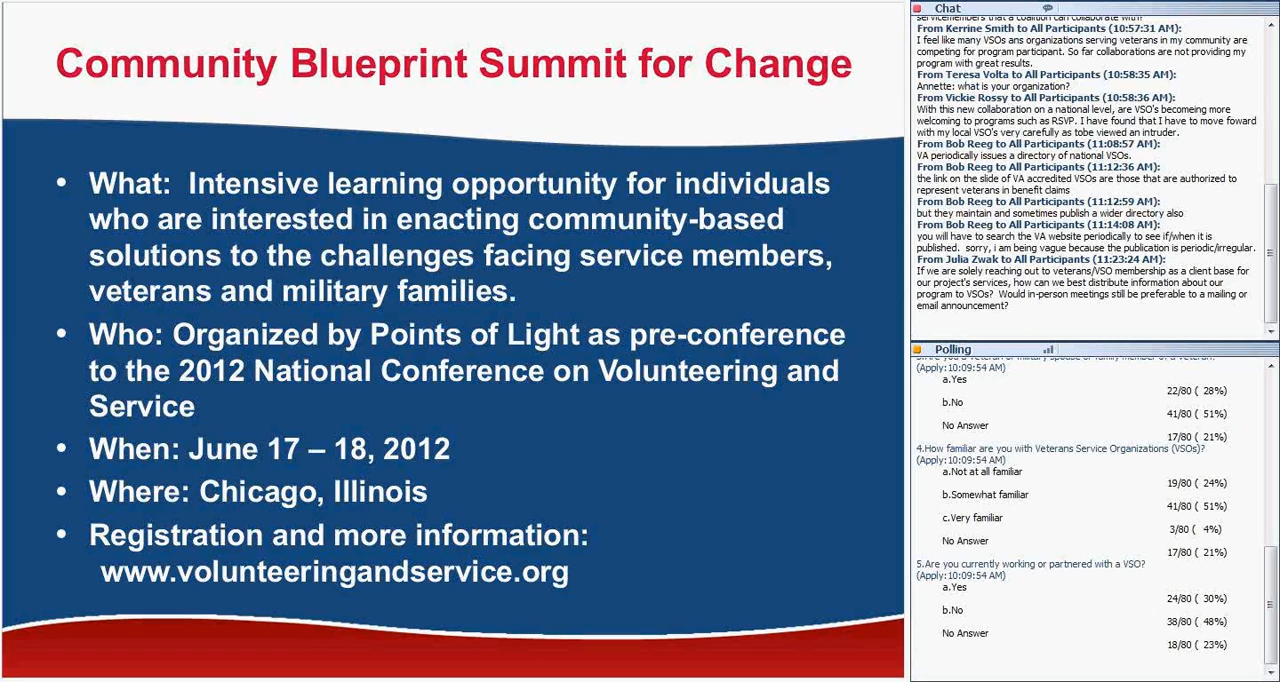 Community Blueprint Summit for Change
• What: Intensive learning opportunity for individuals
who are interested in enacting community-based
solutions to the challenges facing service members,
veterans and military families.
• Who: Organized by Points of Light as pre-conference
to the 2012 National Conference on Volunteering and
Service
• When: June 17 – 18, 2012
• Where: Chicago, Illinois
• Registration and more information:
www.volunteeringandservice.org
Chat
servicemembers that a coalition can collaborate with?
From Kerrine Smith to All Participants (10:57:31 AM):
I feel like many VSOs ans organizations serving veterans in my community are
competing for program participant. So far collaborations are not providing my
program with great results.
From Teresa Volta to All Participants (10:58:35 AM):
Annette: what is your organization?
From Vickie Rossy to All Participants (10:58:36 AM):
With this new collaboration on a national level, are VSO's becomeing more
welcoming to programs such as RSVP. I have found that I have to move foward
with my local VSO's very carefully as tobe viewed an intruder.
From Bob Reeg to All Participants (11:08:57 AM):
VA periodically issues a directory of national VSOs.
From Bob Reeg to All Participants (11:12:36 AM):
the link on the slide of VA accredited VSOs are those that are authorized to
represent veterans in benefit claims
From Bob Reeg to All Participants (11:12:59 AM):
but they maintain and sometimes publish a wider directory also
From Bob Reeg to All Participants (11:14:08 AM):
you will have to search the VA website periodically to see if/when it is
published. sorry, i am being vague because the publication is periodic/irregular.
From Julia Zwak to All Participants (11:23:24 AM):
If we are solely reaching out to veterans/VSO membership as a client base for
our project's services, how can we best distribute information about our
program to VSOs? Would in-person meetings still be preferable to a mailing or
email announcement?
Polling
3.Are you a veteran or military spouse or family member of a veteran?
(Apply:10:09:54 AM)
a.Yes
22/80 ( 28%)
b.No
41/80 ( 51%)
No Answer
17/80 ( 21%)
4.How familiar are you with Veterans Service Organizations (VSOs)?
(Apply:10:09:54 AM)
a.Not at all familiar
19/80 ( 24%)
b.Somewhat familiar
41/80 ( 51%)
c.Very familiar
3/80 ( 4%)
No Answer
17/80 ( 21%)
5.Are you currently working or partnered with a VSO?
(Apply:10:09:54 AM)
a.Yes
24/80 ( 30%)
b.No
38/80 ( 48%)
No Answer
18/80 ( 23%)